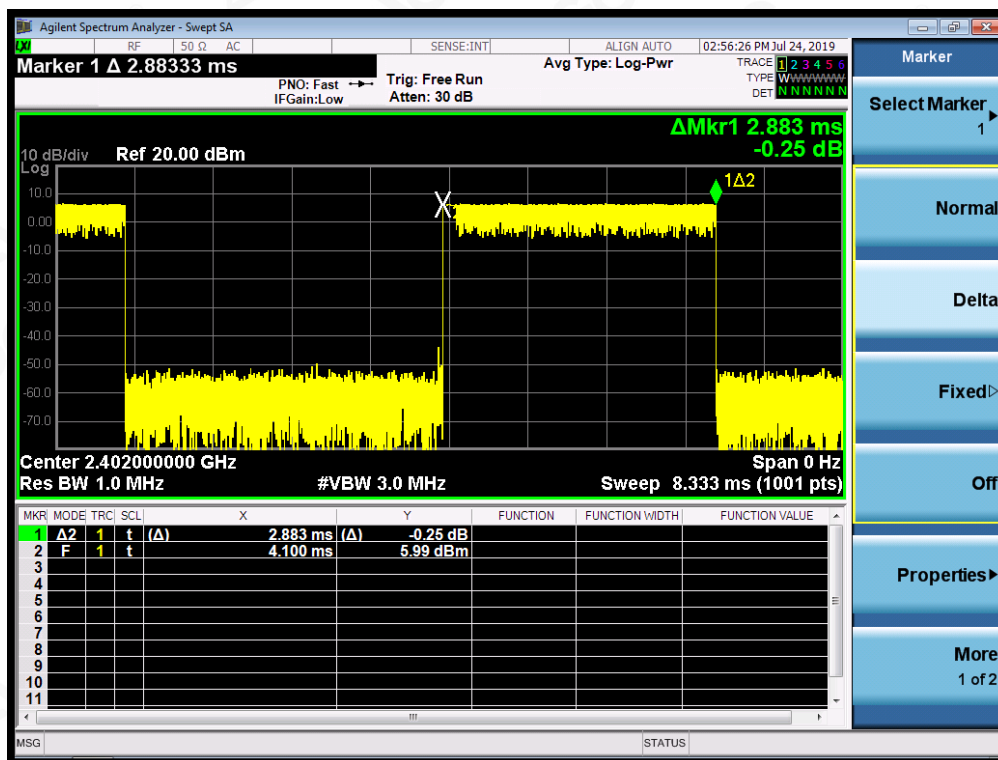 Agilent Spectrum Analyzer - Swept SA
LXI RF 50 Ω AC SENSE:INT ALIGN AUTO 02:56:26 PM Jul 24, 2019
Marker 1 Δ 2.88333 ms
PNO: Fast
IFGain:Low
Trig: Free Run
Atten: 30 dB
Avg Type: Log-Pwr
TRACE 1 2 3 4 5 6
TYPE WWWWWWW
DET N N N N N N
ΔMkr1 2.883 ms
-0.25 dB
10 dB/div Ref 20.00 dBm
Log
1Δ2
10.0
0.00
-10.0
-20.0
-30.0
-40.0
-50.0
-60.0
-70.0
Center 2.402000000 GHz Span 0 Hz
Res BW 1.0 MHz #VBW 3.0 MHz Sweep 8.333 ms (1001 pts)
MKR MODE TRC SCL X Y FUNCTION FUNCTION WIDTH FUNCTION VALUE
1 Δ2 1 t (Δ) 2.883 ms (Δ) -0.25 dB
2 F 1 t 4.100 ms 5.99 dBm
3
4
5
6
7
8
9
10
11
MSG STATUS
Marker
Select Marker
1
Normal
Delta
Fixed
Off
Properties
More
1 of 2